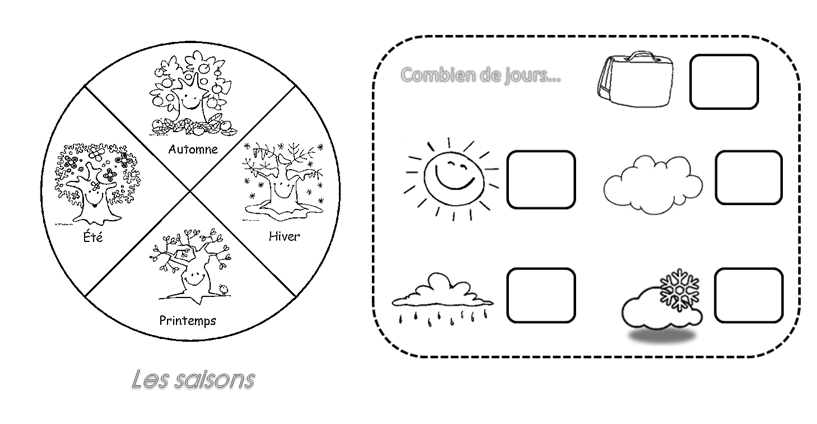 Automne
Été
Hiver
Printemps
Les saisons
Combien de jours...